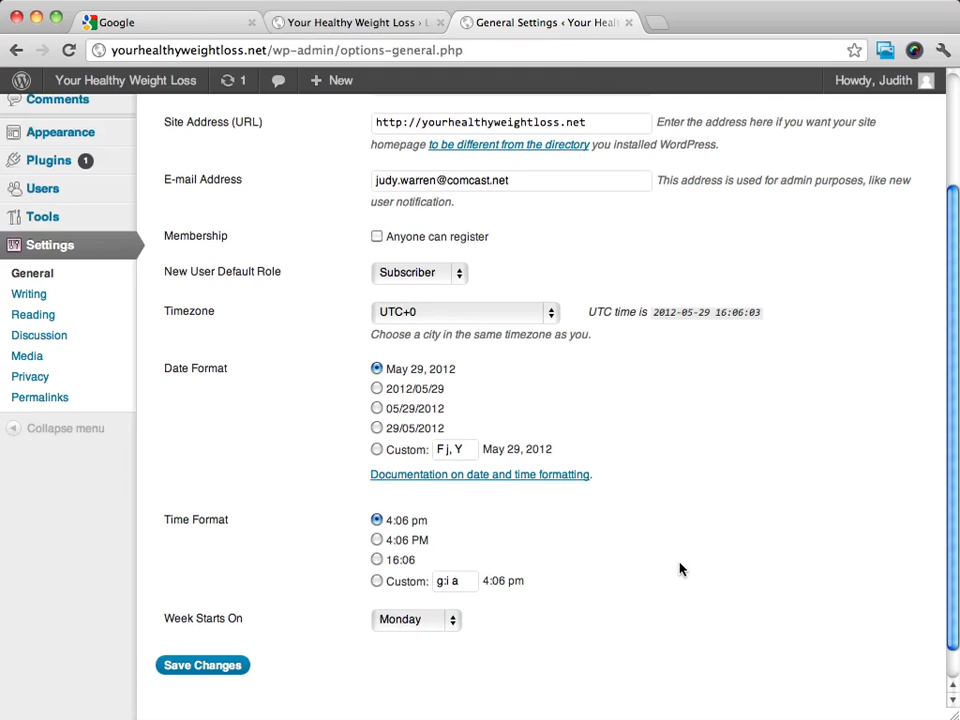 Google
Your Healthy Weight Loss › L
General Settings ‹ Your Heal
yourhealthyweightloss.net/wp-admin/options-general.php
Your Healthy Weight Loss
1
New
Howdy, Judith
Comments
Appearance
Plugins 1
Users
Tools
Settings
General
Writing
Reading
Discussion
Media
Privacy
Permalinks
Collapse menu
Site Address (URL)
http://yourhealthyweightloss.net
Enter the address here if you want your site
homepage to be different from the directory you installed WordPress.
E-mail Address
judy.warren@comcast.net
This address is used for admin purposes, like new
user notification.
Membership
Anyone can register
New User Default Role
Subscriber
Timezone
UTC+0
UTC time is 2012-05-29 16:06:03
Choose a city in the same timezone as you.
Date Format
May 29, 2012
2012/05/29
05/29/2012
29/05/2012
Custom: F j, Y May 29, 2012
Documentation on date and time formatting.
Time Format
4:06 pm
4:06 PM
16:06
Custom: g:i a 4:06 pm
Week Starts On
Monday
Save Changes